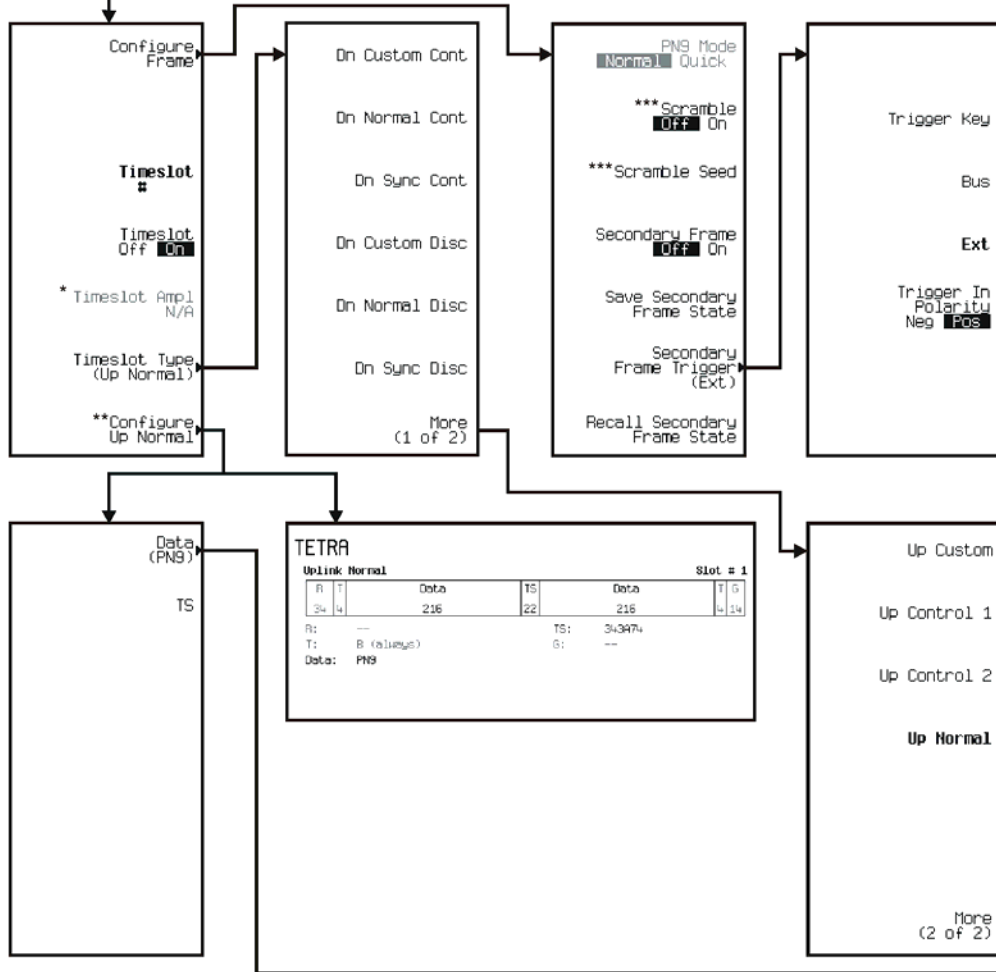 Configure
Frame
Timeslot
#
Timeslot
Off On
* Timeslot Ampl
N/A
Timeslot Type
(Up Normal)
**Configure
Up Normal
Dn Custom Cont
Dn Normal Cont
Dn Sync Cont
Dn Custom Disc
Dn Normal Disc
Dn Sync Disc
More
(1 of 2)
PN9 Mode
Normal Quick
***Scramble
Off On
***Scramble Seed
Secondary Frame
Off On
Save Secondary
Frame State
Secondary
Frame Trigger
(Ext)
Recall Secondary
Frame State
Trigger Key
Bus
Ext
Trigger In
Polarity
Neg Pos
Data
(PN9)
TS
TETRA
Uplink Normal Slot # 1
R T Data TS Data T G
34 4 216 22 216 4 14
R: -- TS: 343A74
T: B (always) G: --
Data: PN9
Up Custom
Up Control 1
Up Control 2
Up Normal
More
(2 of 2)